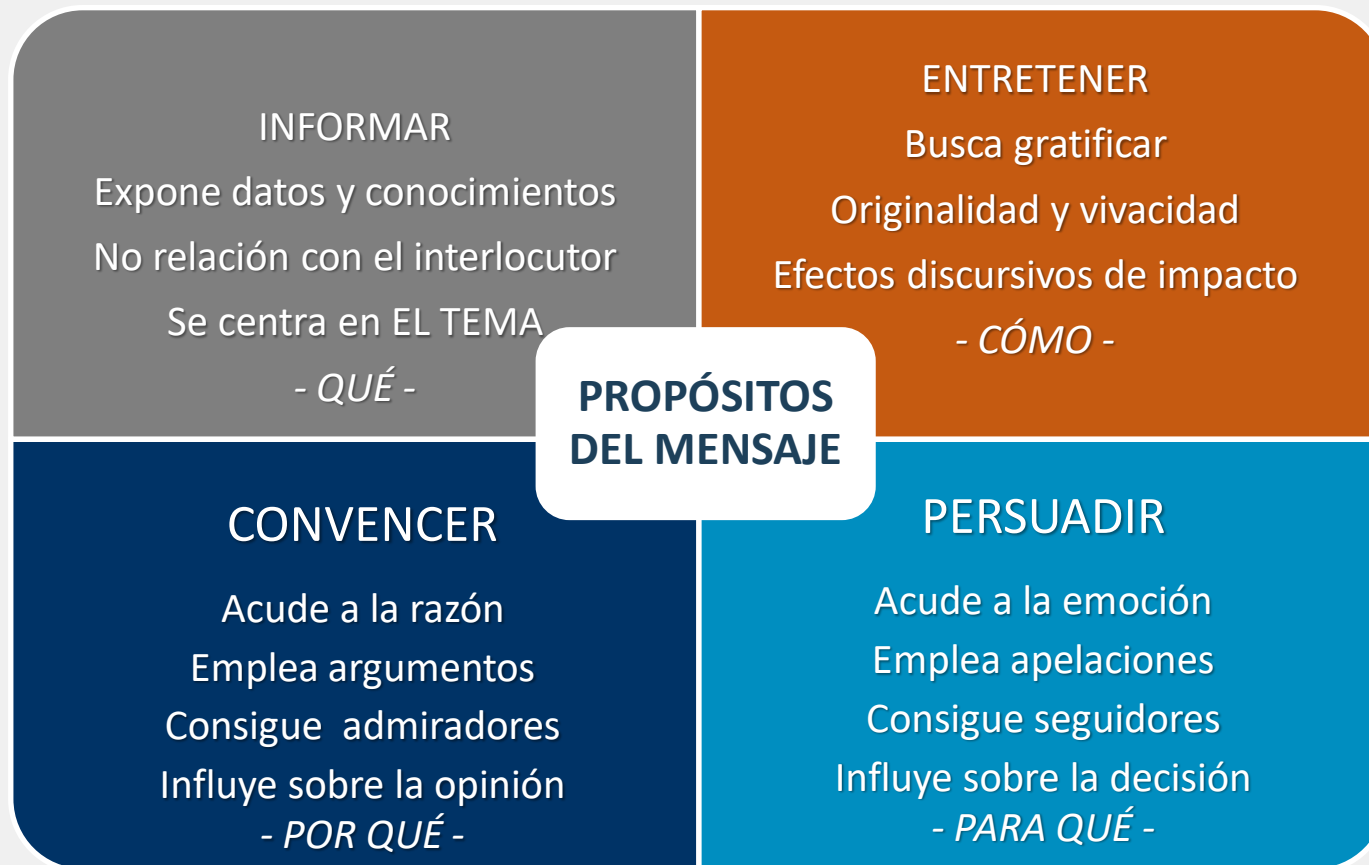 INFORMAR
Expone datos y conocimientos
No relación con el interlocutor
Se centra en EL TEMA
- QUÉ -
ENTRETENER
Busca gratificar
Originalidad y vivacidad
Efectos discursivos de impacto
- CÓMO -
PROPÓSITOS
DEL MENSAJE
CONVENCER
Acude a la razón
Emplea argumentos
Consigue admiradores
Influye sobre la opinión
- POR QUÉ -
PERSUADIR
Acude a la emoción
Emplea apelaciones
Consigue seguidores
Influye sobre la decisión
- PARA QUÉ -